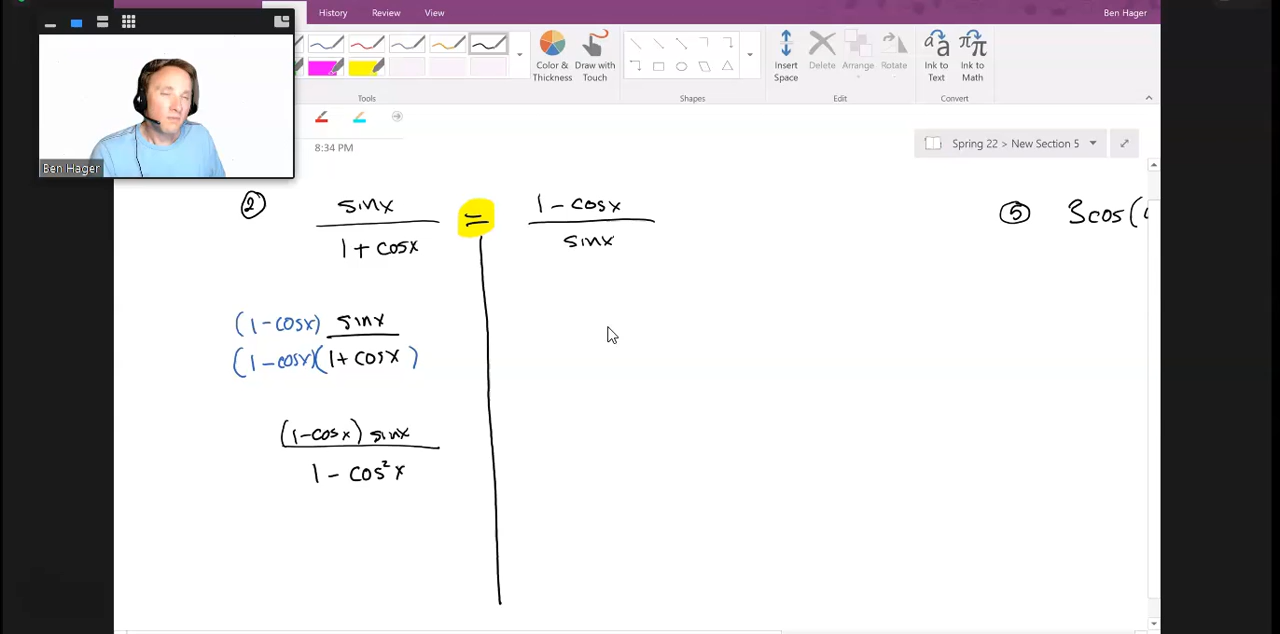 History Review View Ben Hager
Color & Thickness
Draw with Touch
Insert Space
Delete Arrange Rotate
Ink to Text
Ink to Math
Tools Shapes Edit Convert
Ben Hager
8:34 PM
Spring 22 > New Section 5
② sinx / 1 + cosx = 1 - cosx / sinx
⑤ 3cos(
(1-cosx) sinx
(1-cosx)(1+cosx)
(1-cosx) sinx
1 - cos²x